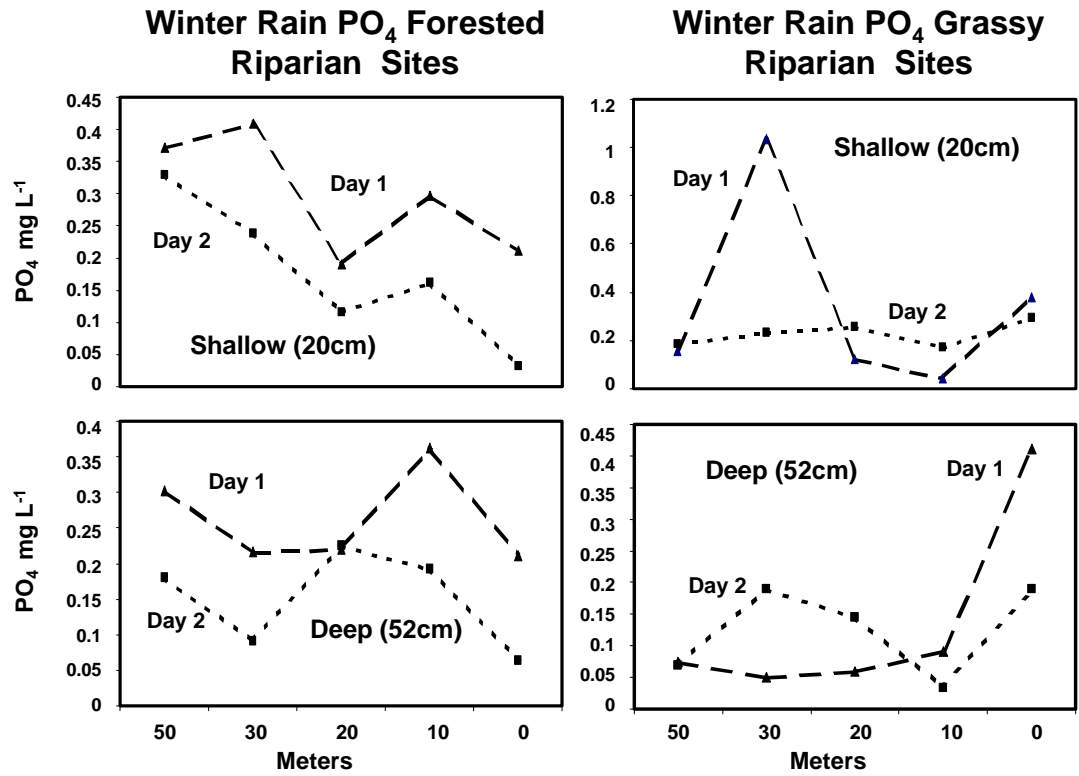 Winter Rain PO4 Forested
Riparian Sites
Winter Rain PO4 Grassy
Riparian Sites
PO4 mg L-1
0.45
0.4
0.35
0.3
0.25
0.2
0.15
0.1
0.05
0
Day 1
Day 2
Shallow (20cm)
1.2
1
0.8
0.6
0.4
0.2
0
Shallow (20cm)
Day 1
Day 2
PO4 mg L-1
0.4
0.35
0.3
0.25
0.2
0.15
0.1
0.05
0
Day 1
Day 2
Deep (52cm)
50 30 20 10 0
Meters
0.45
0.4
0.35
0.3
0.25
0.2
0.15
0.1
0.05
0
Deep (52cm)
Day 1
Day 2
50 30 20 10 0
Meters